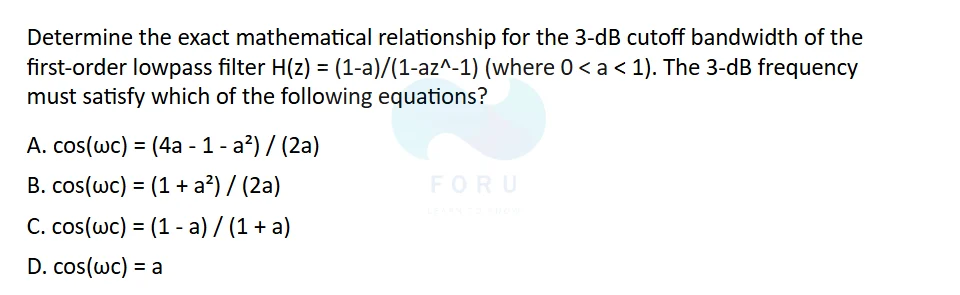 Determine the exact mathematical relationship for the 3-dB cutoff bandwidth of the
first-order lowpass filter H(z) = (1-a)/(1-az^-1) (where 0 < a < 1). The 3-dB frequency
must satisfy which of the following equations?
A. cos(ωc) = (4a - 1 - a²) / (2a)
B. cos(ωc) = (1 + a²) / (2a)
FORU
C. cos(ωc) = (1 - a) / (1 + a)
D. cos(ωc) = a